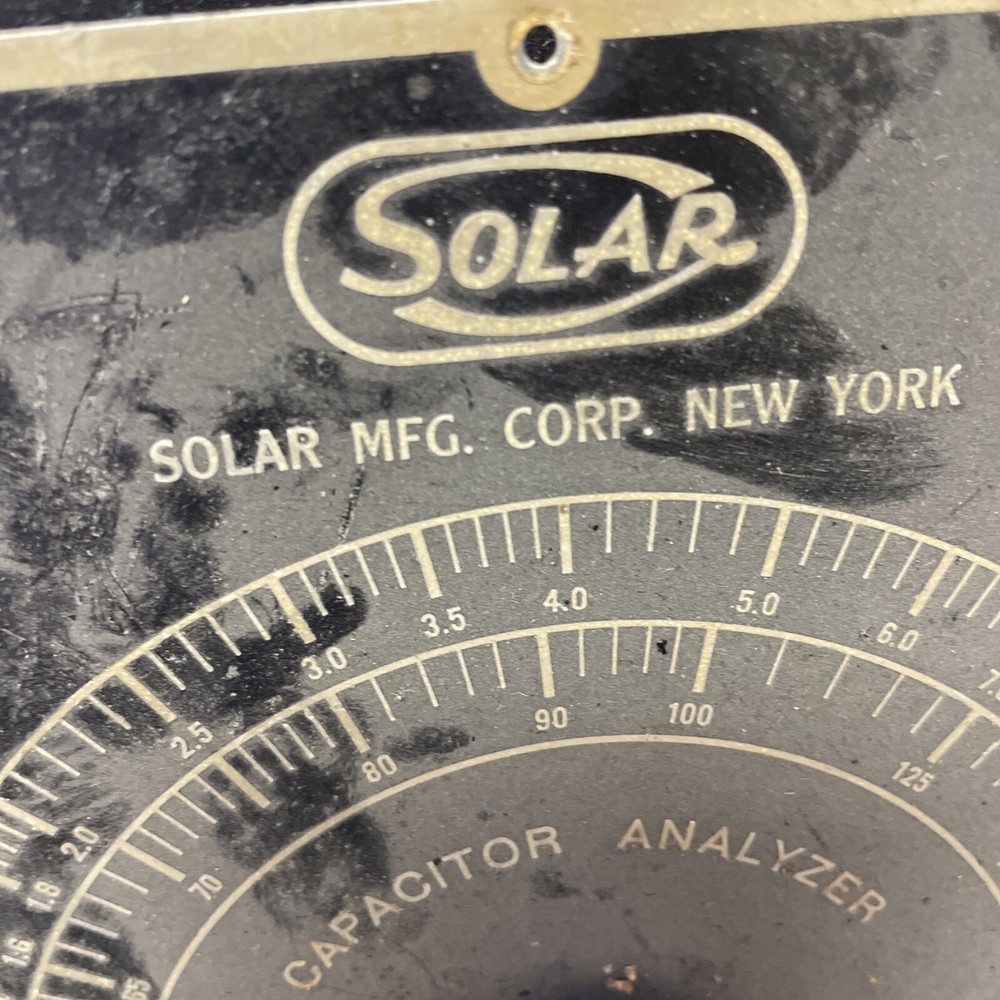 SOLAR
SOLAR MFG. CORP. NEW YORK
1.6 1.8 2.0 2.5 3.0 3.5 4.0 5.0 6.0
65 70 80 90 100 125
CAPACITOR ANALYZER